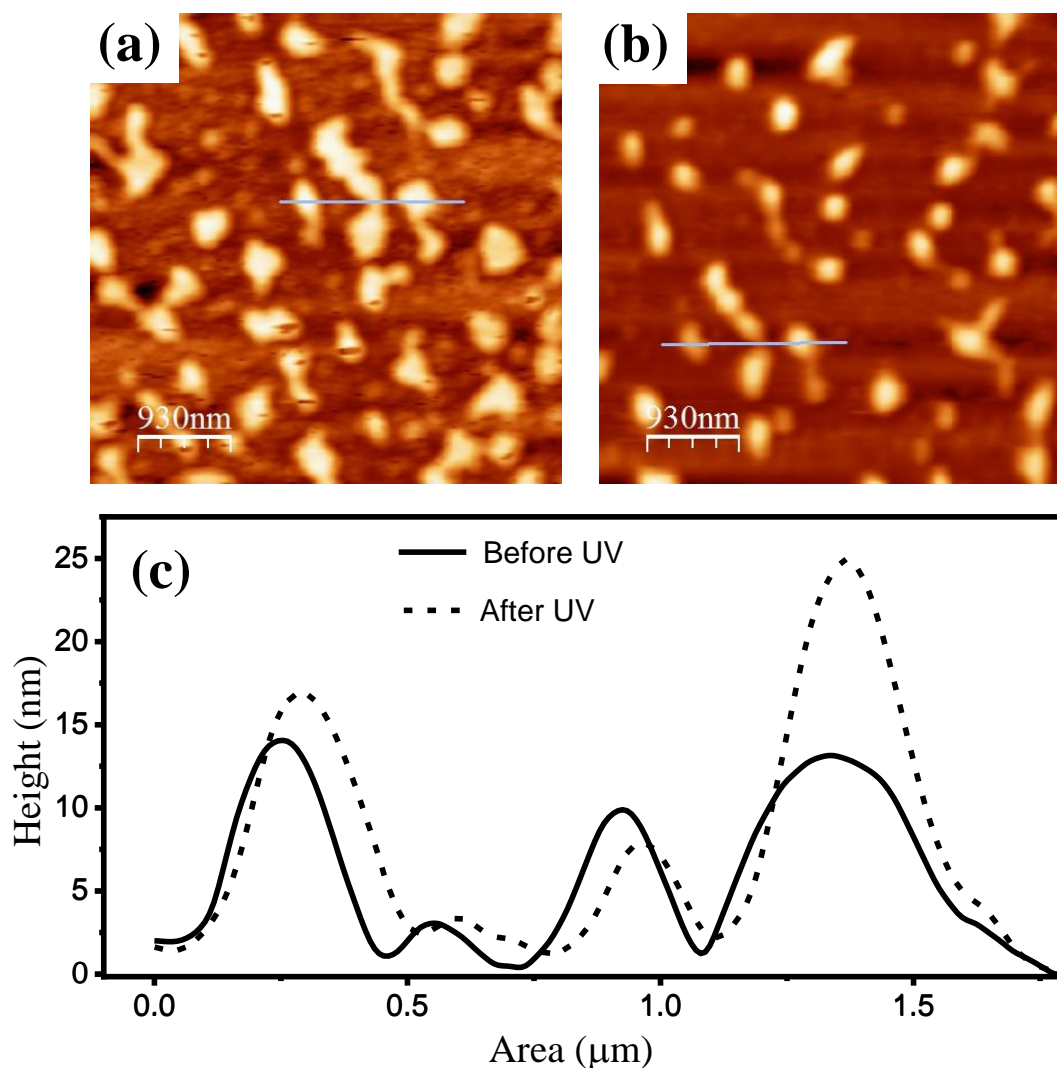 (a)
(b)
930nm
930nm
(c)
Before UV
After UV
Height (nm)
25
20
15
10
5
0
0.0
0.5
1.0
1.5
Area (μm)